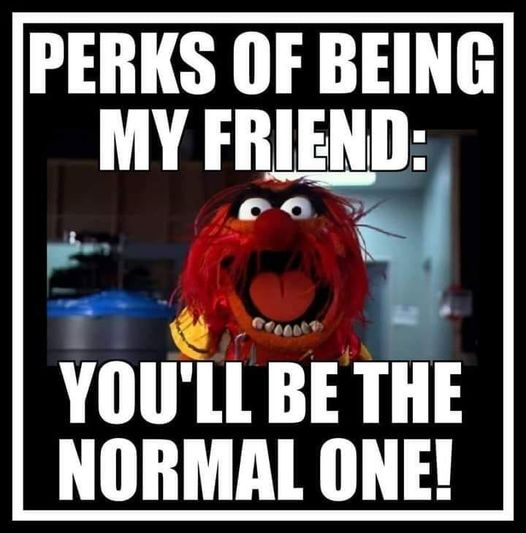 PERKS OF BEING
MY FRIEND:
YOU'LL BE THE
NORMAL ONE!